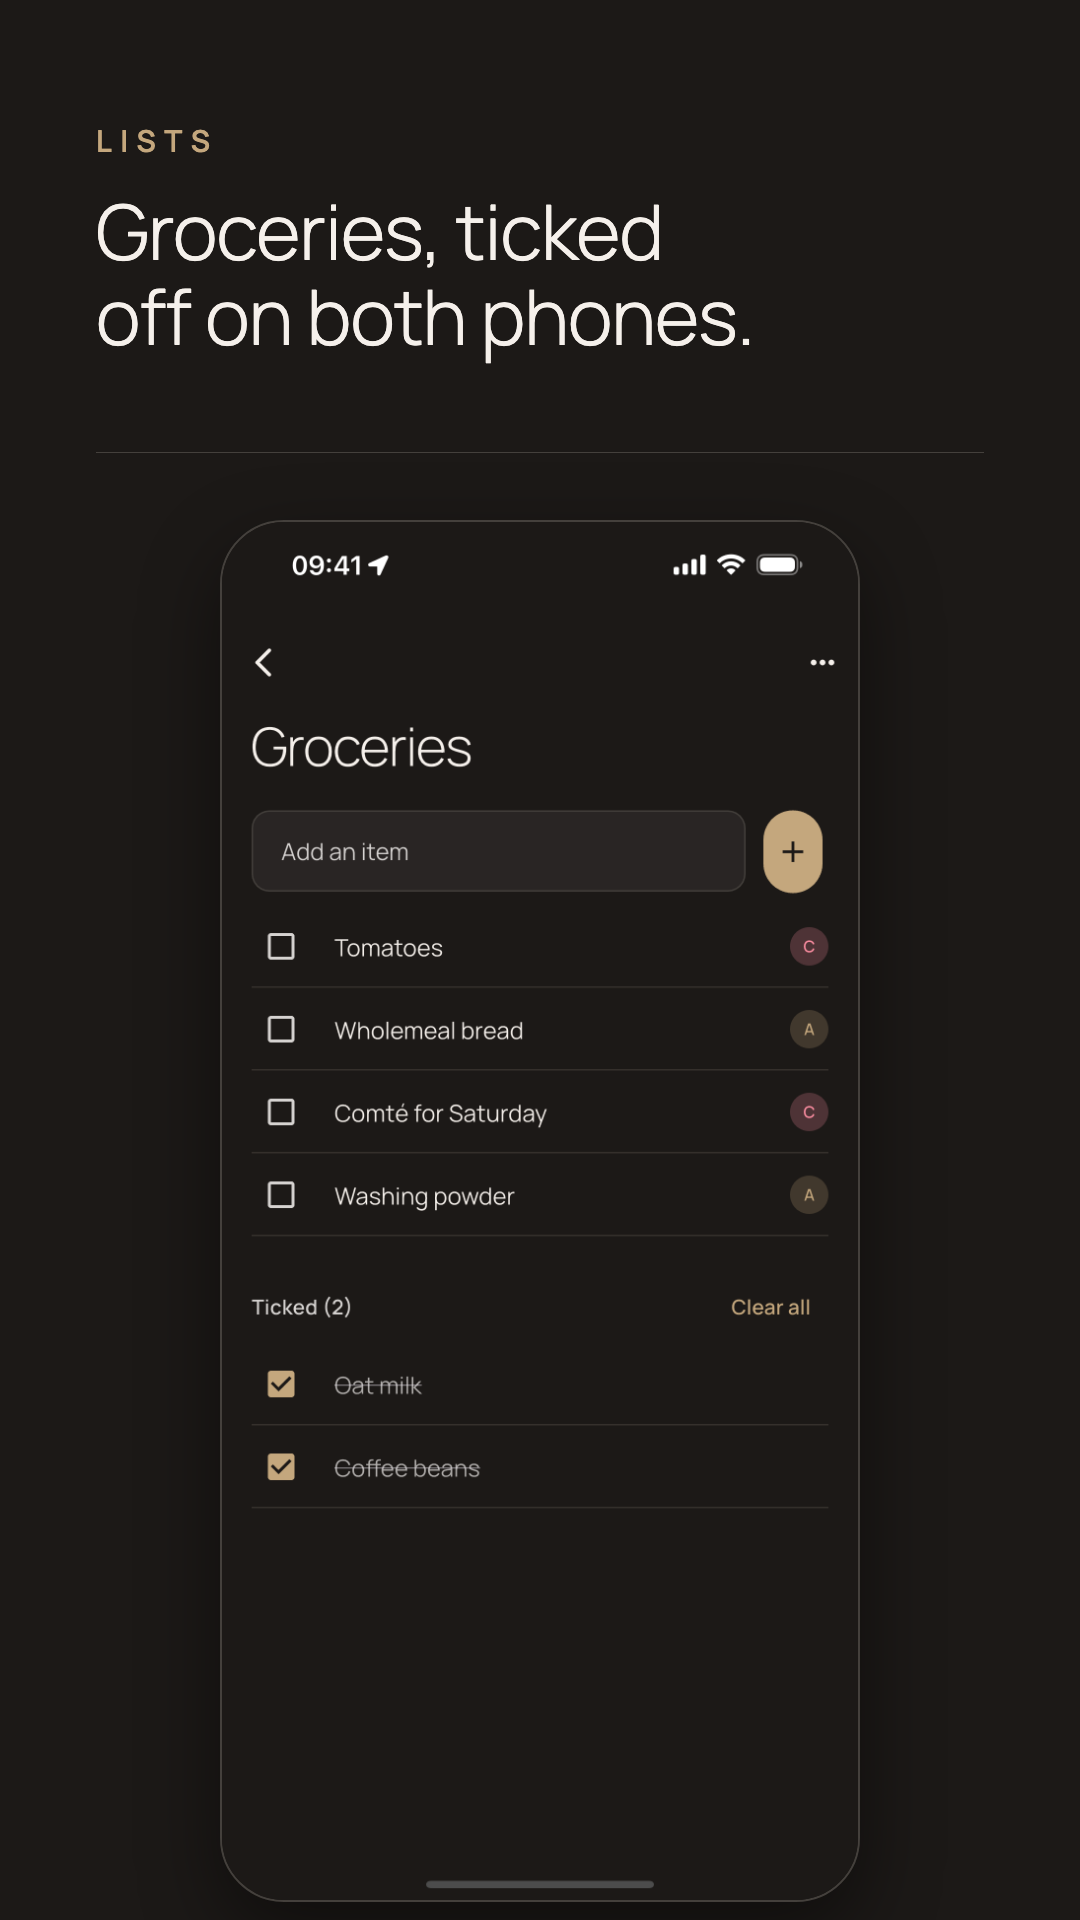 LISTS
Groceries, ticked
off on both phones.
09:41
Groceries
Add an item
+
Tomatoes C
Wholemeal bread A
Comté for Saturday C
Washing powder A
Ticked (2) Clear all
Oat milk
Coffee beans